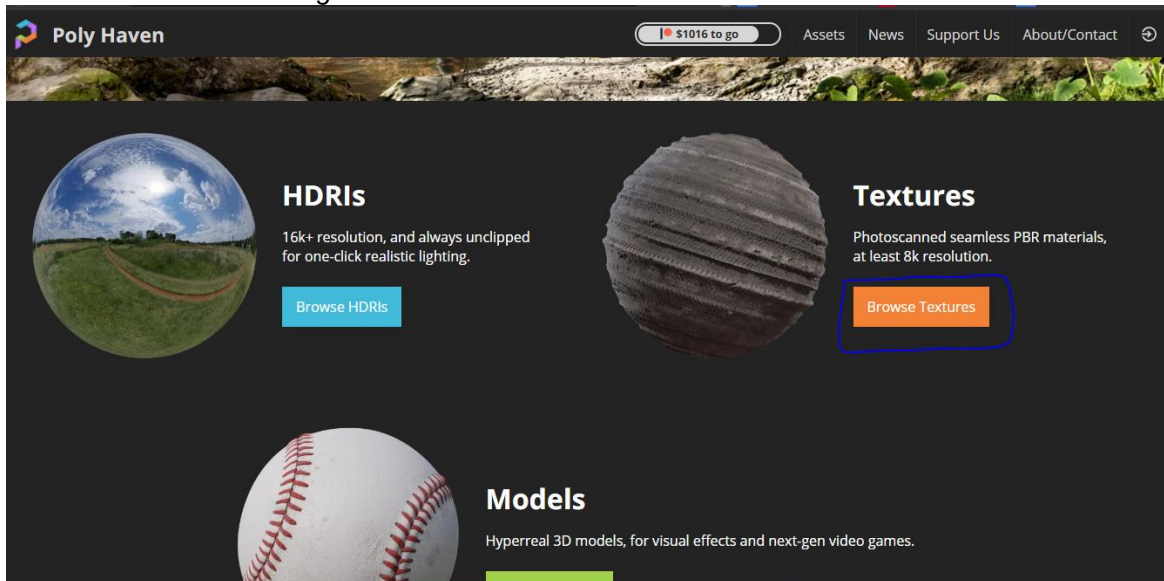 Poly Haven
$1016 to go
Assets
News
Support Us
About/Contact
HDRIs
16k+ resolution, and always unclipped
for one-click realistic lighting.
Browse HDRIs
Textures
Photoscanned seamless PBR materials,
at least 8k resolution.
Browse Textures
Models
Hyperreal 3D models, for visual effects and next-gen video games.